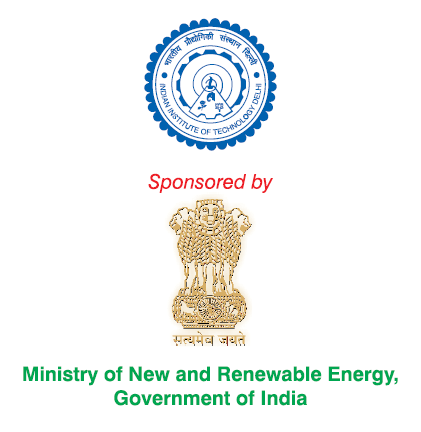 भारतीय प्रौद्योगिकी संस्थान दिल्ली
INDIAN INSTITUTE OF TECHNOLOGY DELHI
Sponsored by
सत्यमेव जयते
Ministry of New and Renewable Energy,
Government of India